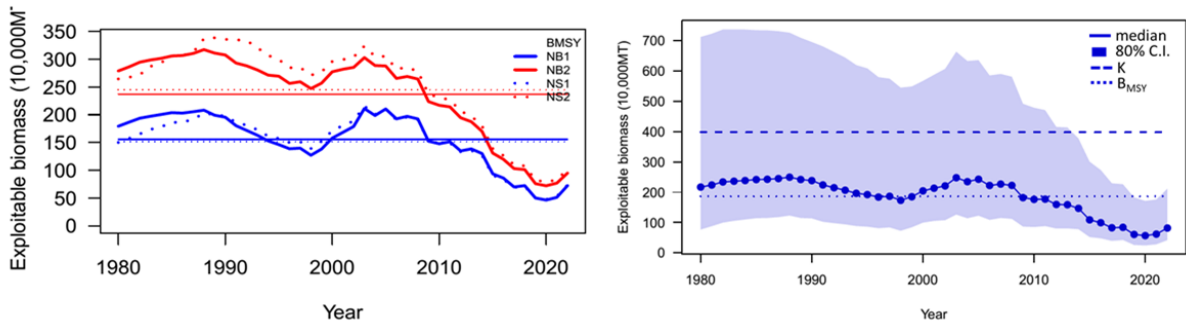 Exploitable biomass (10,000MT)
350
300
250
200
150
100
50
0
BMSY
NB1
NB2
NS1
NS2
1980
1990
2000
2010
2020
Year
Exploitable biomass (10,000MT)
700
600
500
400
300
200
100
0
median
80% C.I.
K
BMSY
1980
1990
2000
2010
2020
Year